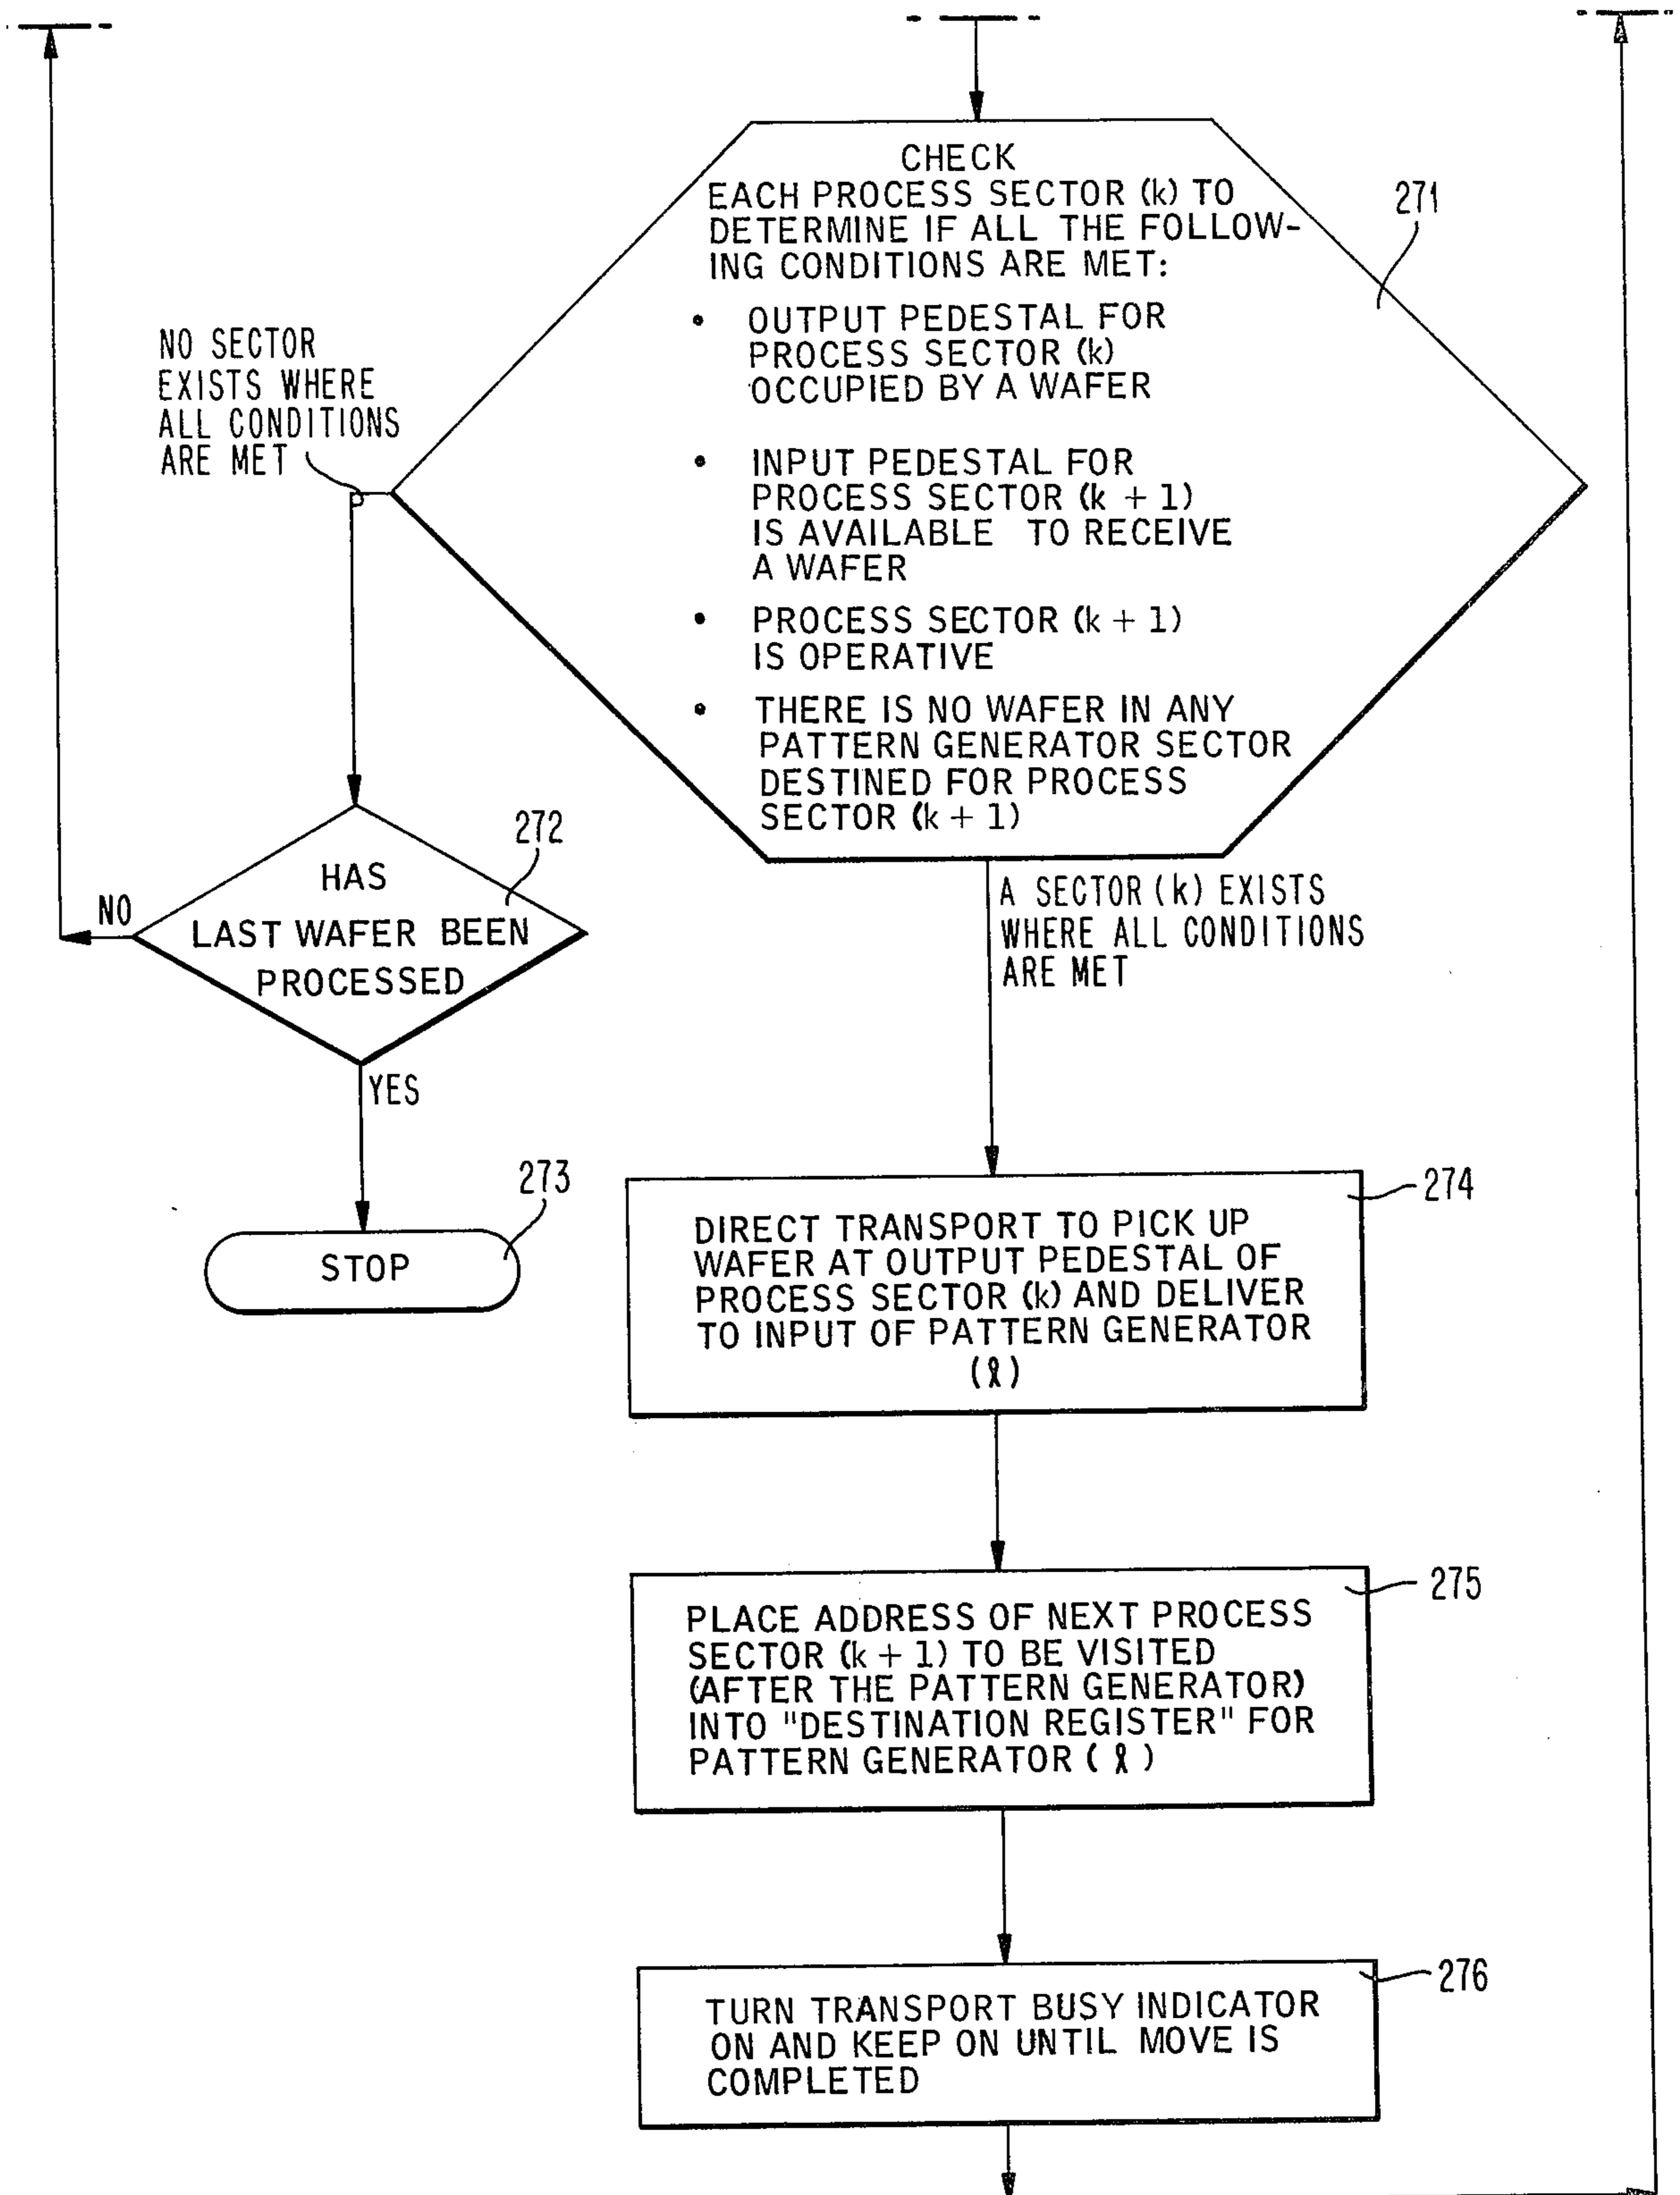 CHECK
EACH PROCESS SECTOR (k) TO
DETERMINE IF ALL THE FOLLOW-
ING CONDITIONS ARE MET:
271
• OUTPUT PEDESTAL FOR
PROCESS SECTOR (k)
OCCUPIED BY A WAFER
• INPUT PEDESTAL FOR
PROCESS SECTOR (k + 1)
IS AVAILABLE TO RECEIVE
A WAFER
• PROCESS SECTOR (k + 1)
IS OPERATIVE
• THERE IS NO WAFER IN ANY
PATTERN GENERATOR SECTOR
DESTINED FOR PROCESS
SECTOR (k + 1)
NO SECTOR
EXISTS WHERE
ALL CONDITIONS
ARE MET
272
HAS
LAST WAFER BEEN
PROCESSED
NO
YES
273
STOP
A SECTOR (k) EXISTS
WHERE ALL CONDITIONS
ARE MET
274
DIRECT TRANSPORT TO PICK UP
WAFER AT OUTPUT PEDESTAL OF
PROCESS SECTOR (k) AND DELIVER
TO INPUT OF PATTERN GENERATOR
(ℓ)
275
PLACE ADDRESS OF NEXT PROCESS
SECTOR (k + 1) TO BE VISITED
(AFTER THE PATTERN GENERATOR)
INTO "DESTINATION REGISTER" FOR
PATTERN GENERATOR (ℓ)
276
TURN TRANSPORT BUSY INDICATOR
ON AND KEEP ON UNTIL MOVE IS
COMPLETED